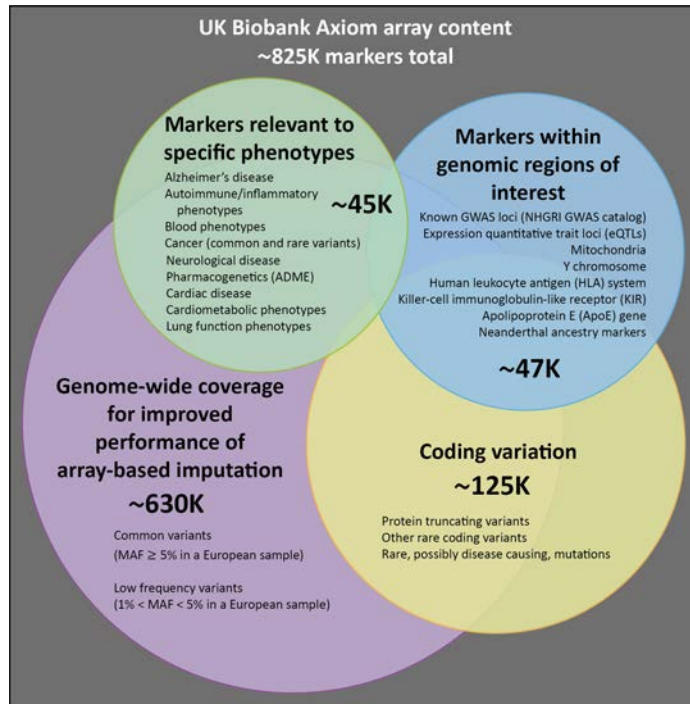 UK Biobank Axiom array content
~825K markers total
Markers relevant to
specific phenotypes
Alzheimer's disease
Autoimmune/inflammatory
phenotypes
Blood phenotypes
Cancer (common and rare variants)
Neurological disease
Pharmacogenetics (ADME)
Cardiac disease
Cardiometabolic phenotypes
Lung function phenotypes
~45K
Markers within
genomic regions of
interest
Known GWAS loci (NHGRI GWAS catalog)
Expression quantitative trait loci (eQTLs)
Mitochondria
Y chromosome
Human leukocyte antigen (HLA) system
Killer-cell immunoglobulin-like receptor (KIR)
Apolipoprotein E (ApoE) gene
Neanderthal ancestry markers
~47K
Genome-wide coverage
for improved
performance of
array-based imputation
~630K
Common variants
(MAF ≥ 5% in a European sample)
Low frequency variants
(1% < MAF < 5% in a European sample)
Coding variation
~125K
Protein truncating variants
Other rare coding variants
Rare, possibly disease causing, mutations